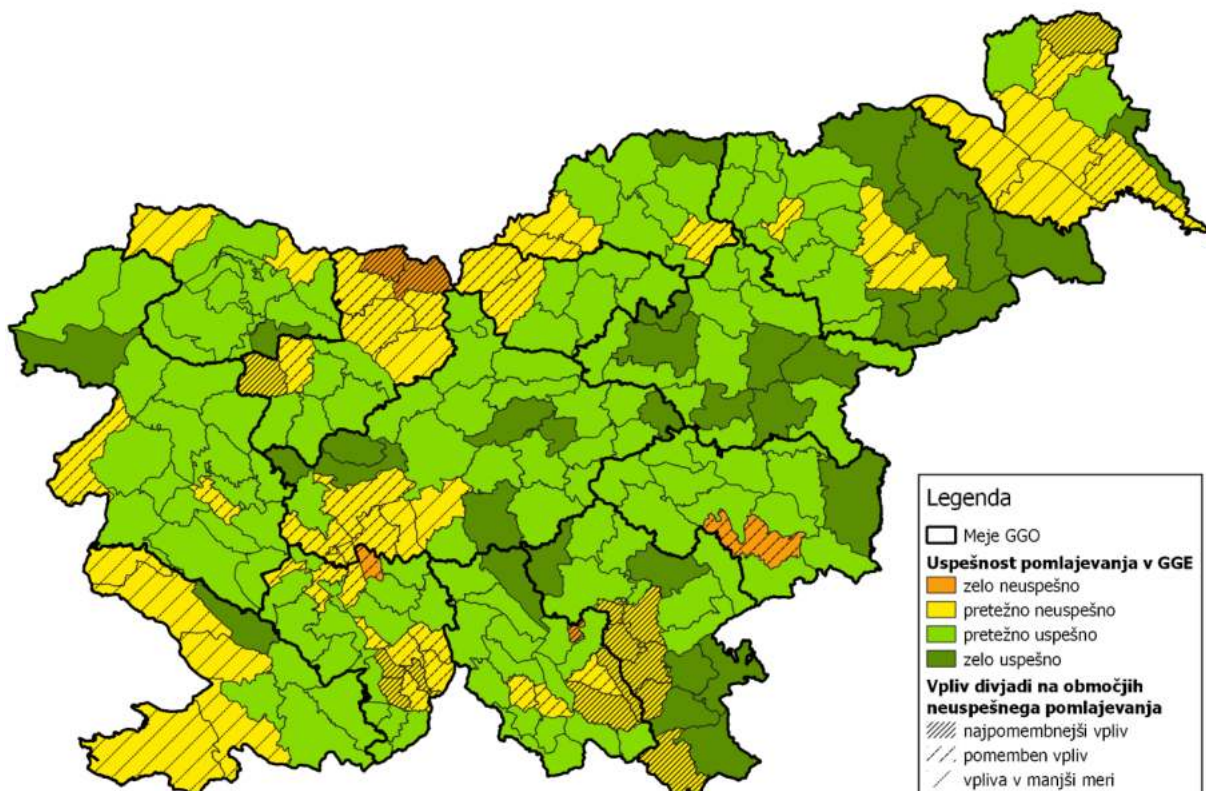 Legenda
Meje GGO
Uspešnost pomlajevanja v GGE
zelo neuspešno
pretežno neuspešno
pretežno uspešno
zelo uspešno
Vpliv divjadi na območjih
neuspešnega pomlajevanja
najpomembnejši vpliv
pomemben vpliv
vpliva v manjši meri